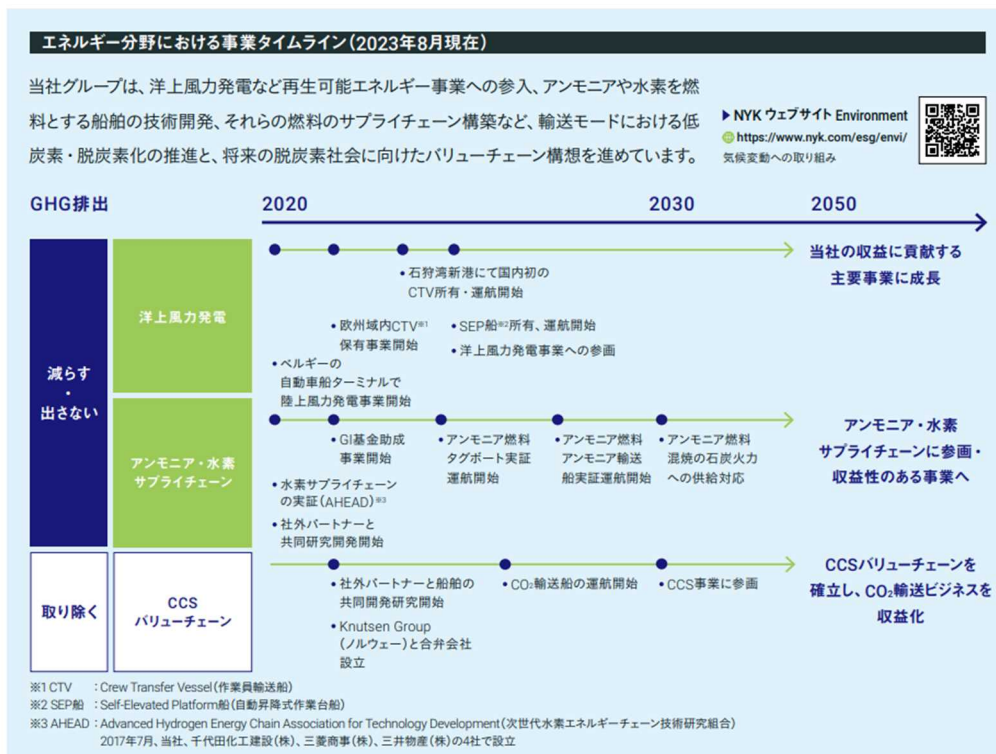 エネルギー分野における事業タイムライン(2023年8月現在)
当社グループは、洋上風力発電など再生可能エネルギー事業への参入、アンモニアや水素を燃
料とする船舶の技術開発、それらの燃料のサプライチェーン構築など、輸送モードにおける低
炭素・脱炭素化の推進と、将来の脱炭素社会に向けたバリューチェーン構想を進めています。
▶NYK ウェブサイト Environment
https://www.nyk.com/esg/envi/
気候変動への取り組み
GHG排出
2020
2030
2050
減らす
・
出さない
洋上風力発電
• 石狩湾新港にて国内初の
CTV所有・運航開始
• 欧州域内CTV※1
保有事業開始
• SEP船※2所有、運航開始
• 洋上風力発電事業への参画
• ベルギーの
自動車船ターミナルで
陸上風力発電事業開始
当社の収益に貢献する
主要事業に成長
アンモニア・水素
サプライチェーン
• GI基金助成
事業開始
• アンモニア燃料
タグボート実証
運航開始
• アンモニア燃料
アンモニア輸送
船実証運航開始
• アンモニア燃料
混焼の石炭火力
への供給対応
• 水素サプライチェーン
の実証(AHEAD)※3
• 社外パートナーと
共同研究開発開始
アンモニア・水素
サプライチェーンに参画・
収益性のある事業へ
取り除く
CCS
バリューチェーン
• 社外パートナーと船舶の
共同開発研究開始
• Knutsen Group
(ノルウェー)と合弁会社
設立
• CO₂輸送船の運航開始
• CCS事業に参画
CCSバリューチェーンを
確立し、CO₂輸送ビジネスを
収益化
※1 CTV :Crew Transfer Vessel(作業員輸送船)
※2 SEP船 :Self-Elevated Platform船(自動昇降式作業台船)
※3 AHEAD :Advanced Hydrogen Energy Chain Association for Technology Development(次世代水素エネルギーチェーン技術研究組合)
2017年7月、当社、千代田化工建設(株)、三菱商事(株)、三井物産(株)の4社で設立